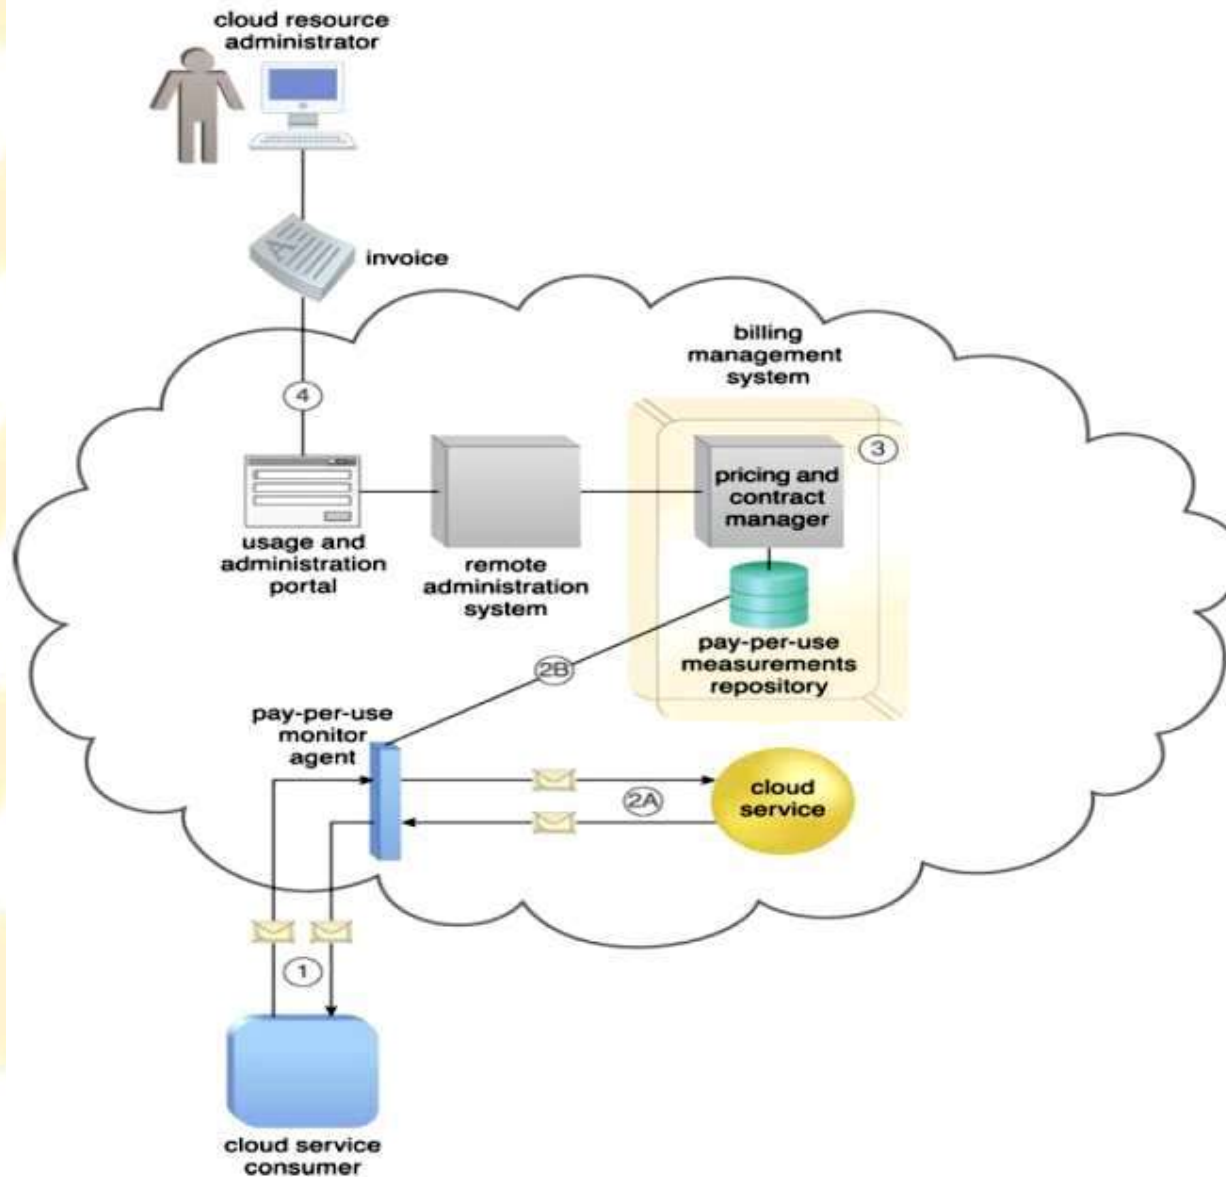 cloud resource
administrator
invoice
billing
management
system
4
3
pricing and
contract
manager
usage and
administration
portal
remote
administration
system
pay-per-use
measurements
repository
2B
pay-per-use
monitor
agent
2A
cloud
service
1
cloud service
consumer